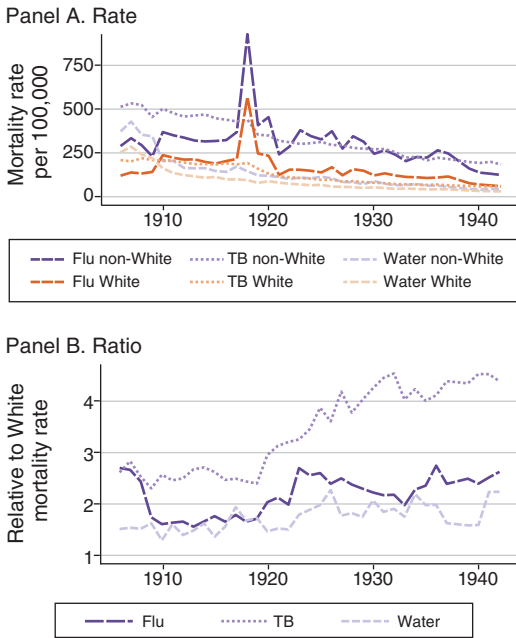 Panel A. Rate
Mortality rate
per 100,000
750
500
250
0
1910
1920
1930
1940
Flu non-White
TB non-White
Water non-White
Flu White
TB White
Water White
Panel B. Ratio
Relative to White
mortality rate
4
3
2
1
1910
1920
1930
1940
Flu
TB
Water